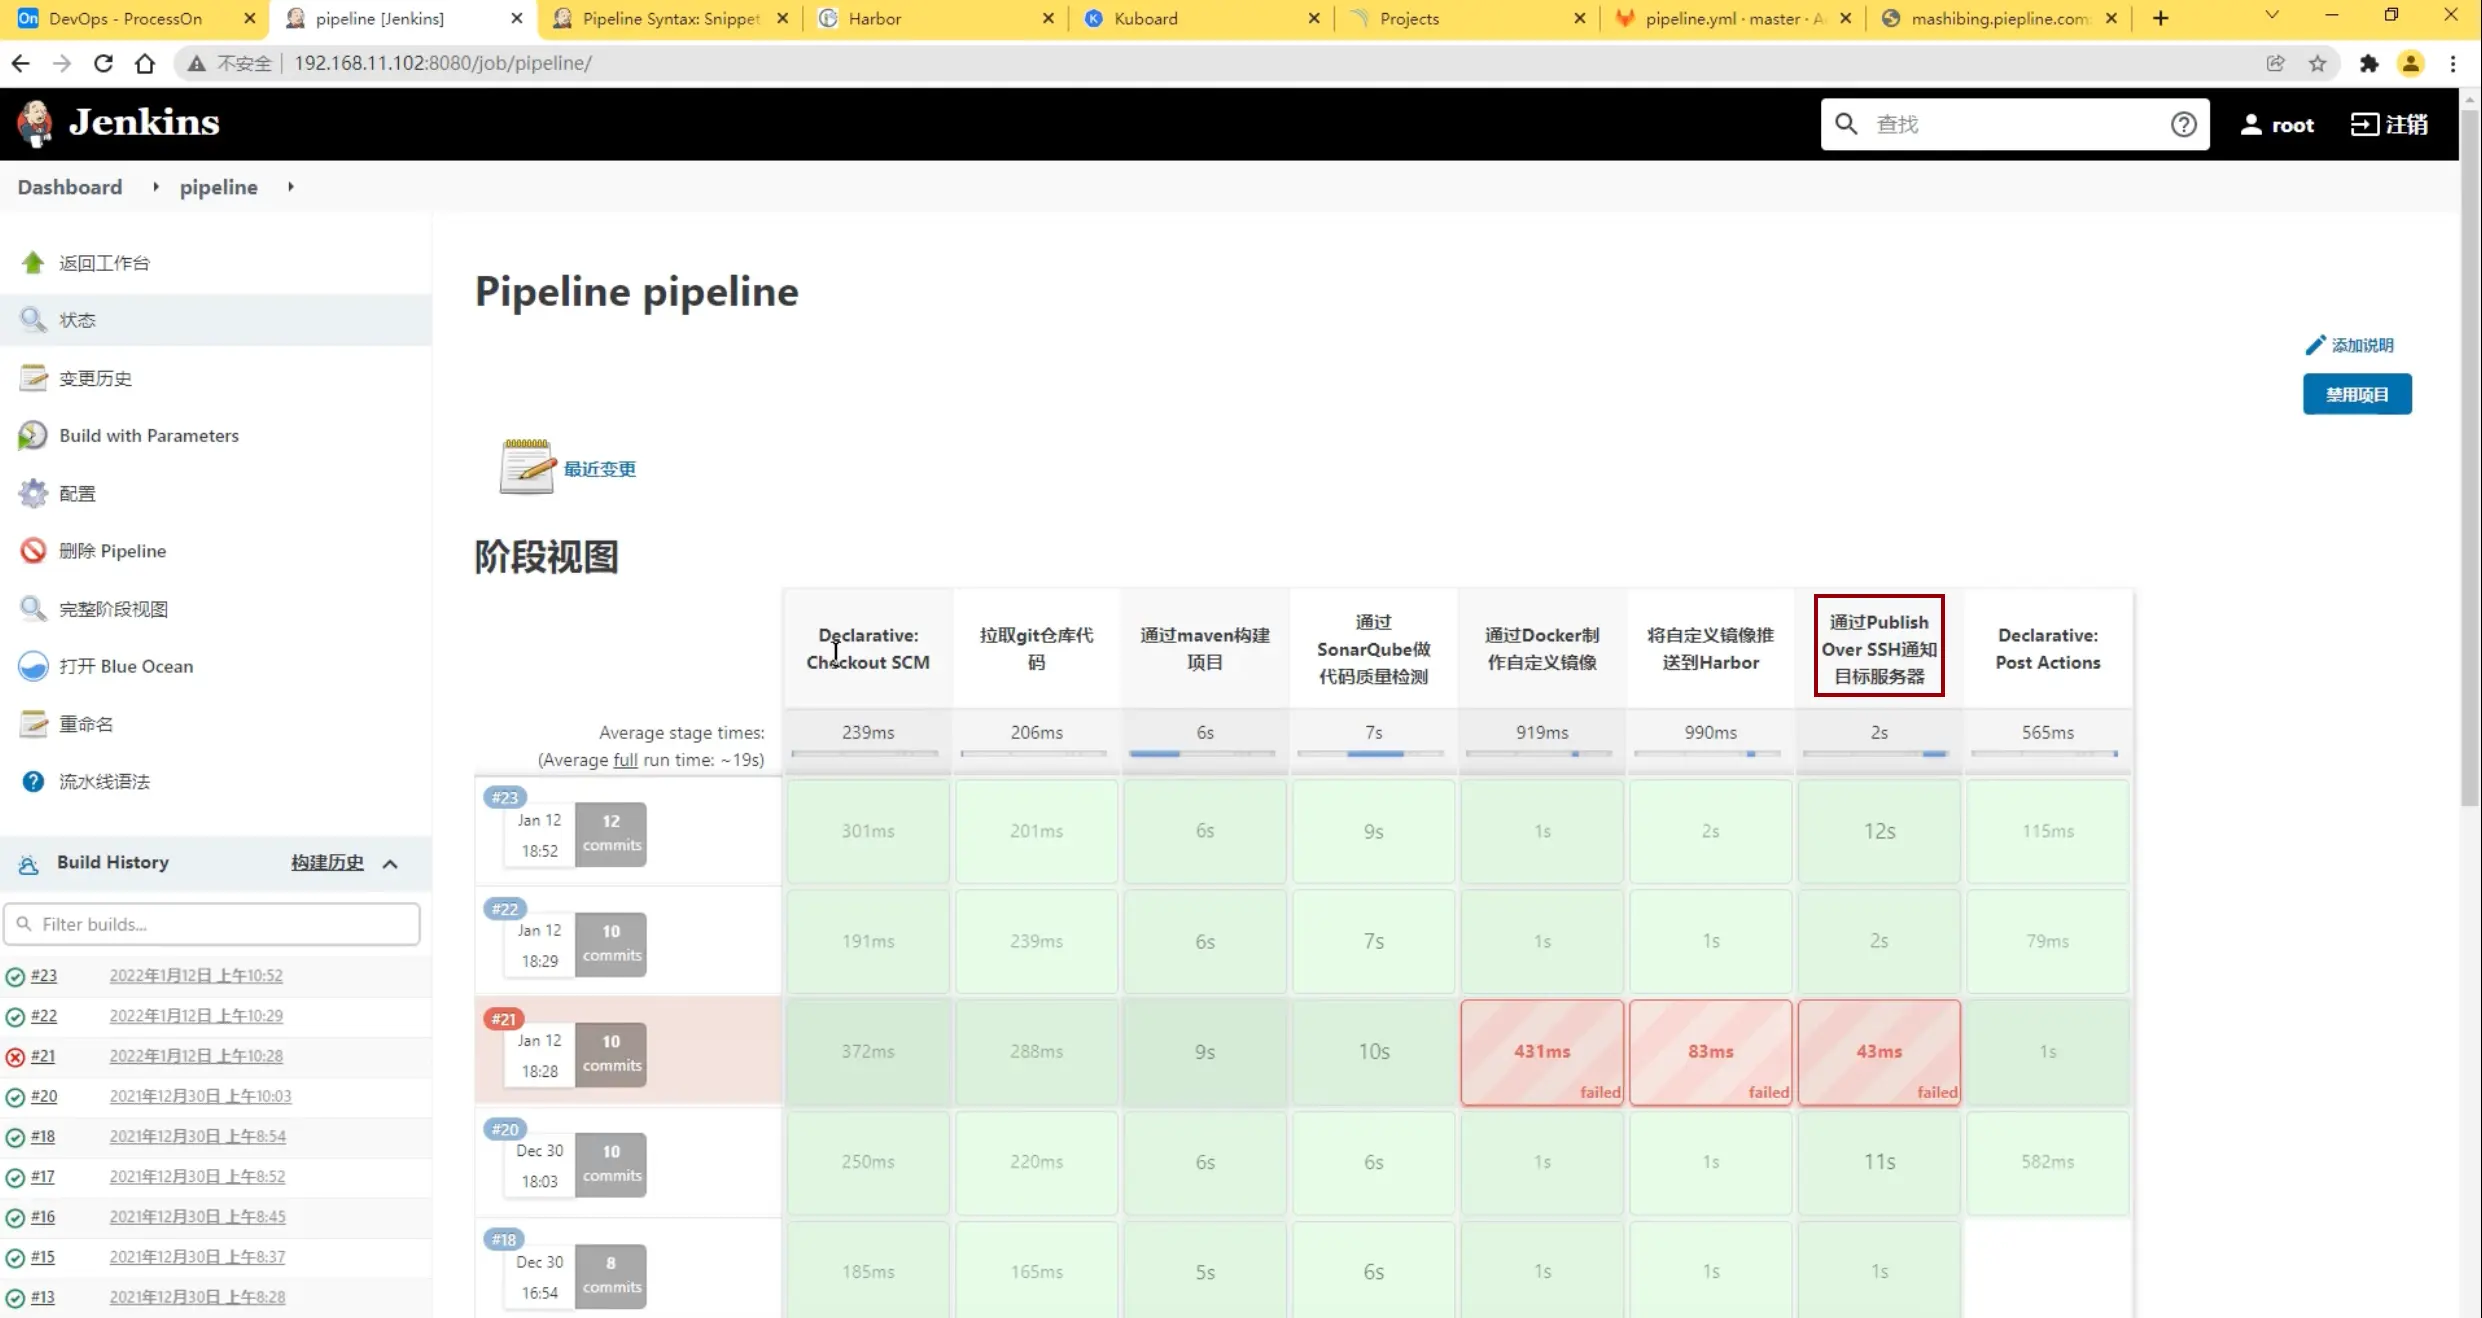 DevOps - ProcessOn
pipeline [Jenkins]
Pipeline Syntax: Snippet
Harbor
Kuboard
Projects
pipeline.yml · master · A
mashibing.piepline.com
不安全
192.168.11.102:8080/job/pipeline/
Jenkins
查找
root
注销
Dashboard
pipeline
返回工作台
状态
变更历史
Build with Parameters
配置
删除 Pipeline
完整阶段视图
打开 Blue Ocean
重命名
流水线语法
Build History
构建历史
Filter builds...
#23 2022年1月12日 上午10:52
#22 2022年1月12日 上午10:29
#21 2022年1月12日 上午10:28
#20 2021年12月30日 上午10:03
#18 2021年12月30日 上午8:54
#17 2021年12月30日 上午8:52
#16 2021年12月30日 上午8:45
#15 2021年12月30日 上午8:37
#13 2021年12月30日 上午8:28
Pipeline pipeline
添加说明
禁用项目
最近变更
阶段视图
Declarative:
Checkout SCM
拉取git仓库代
码
通过maven构建
项目
通过
SonarQube做
代码质量检测
通过Docker制
作自定义镜像
将自定义镜像推
送到Harbor
通过Publish
Over SSH通知
目标服务器
Declarative:
Post Actions
Average stage times:
(Average full run time: ~19s)
239ms 206ms 6s 7s 919ms 990ms 2s 565ms
#23
Jan 12
18:52
12
commits
301ms 201ms 6s 9s 1s 2s 12s 115ms
#22
Jan 12
18:29
10
commits
191ms 239ms 6s 7s 1s 1s 2s 79ms
#21
Jan 12
18:28
10
commits
372ms 288ms 9s 10s 431ms 83ms 43ms 1s
failed failed failed
#20
Dec 30
18:03
10
commits
250ms 220ms 6s 6s 1s 1s 11s 582ms
#18
Dec 30
16:54
8
commits
185ms 165ms 5s 6s 1s 1s 1s